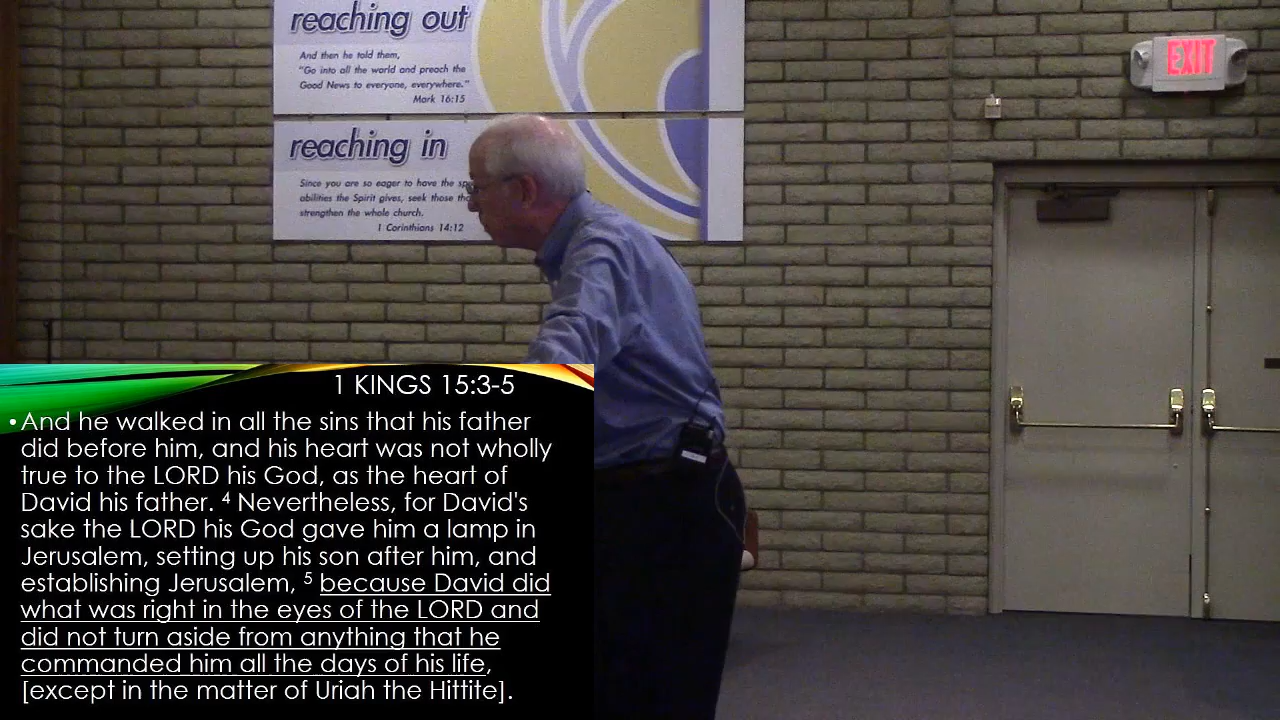 reaching out
And then he told them,
"Go into all the world and preach the
Good News to everyone, everywhere."
Mark 16:15
reaching in
Since you are so eager to have the
abilities the Spirit gives, seek those
strengthen the whole church.
1 Corinthians 14:12
EXIT
1 KINGS 15:3-5
•And he walked in all the sins that his father
did before him, and his heart was not wholly
true to the LORD his God, as the heart of
David his father. ⁴ Nevertheless, for David's
sake the LORD his God gave him a lamp in
Jerusalem, setting up his son after him, and
establishing Jerusalem, ⁵ because David did
what was right in the eyes of the LORD and
did not turn aside from anything that he
commanded him all the days of his life,
[except in the matter of Uriah the Hittite].